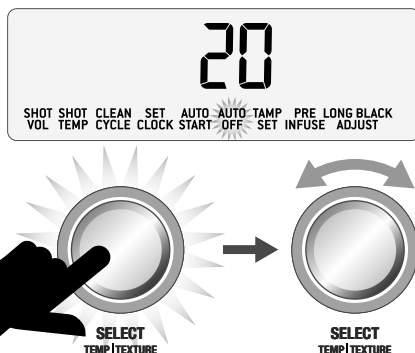 20
SHOT SHOT CLEAN SET AUTO AUTO TAMP PRE LONG BLACK
VOL TEMP CYCLE CLOCK START OFF SET INFUSE ADJUST
SELECT SELECT
TEMP|TEXTURE TEMP|TEXTURE